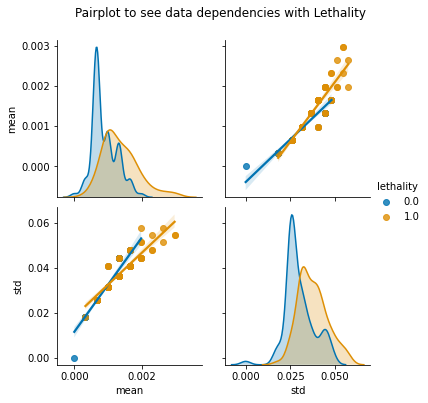 Pairplot to see data dependencies with Lethality
0.003
0.002
0.001
0.000
mean
lethality
0.0
1.0
0.06
0.04
0.02
0.00
std
0.000 0.002
mean
0.000 0.025 0.050
std